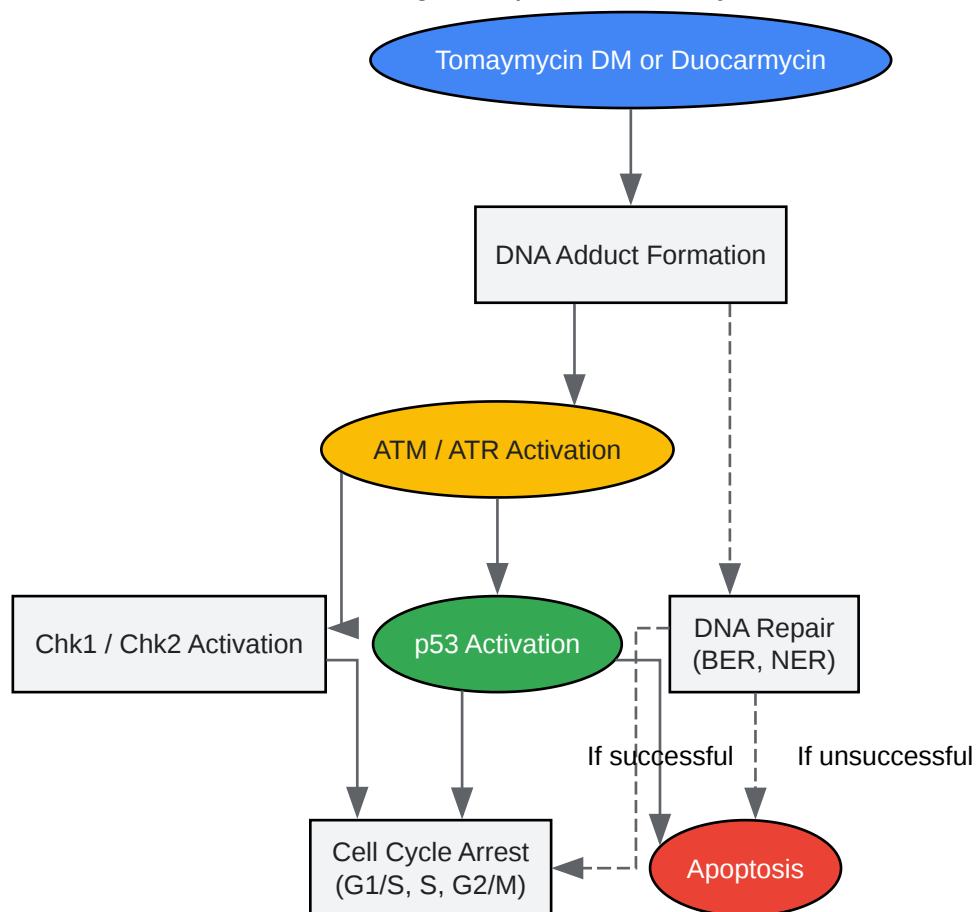 Tomaymycin DM or Duocarmycin
DNA Adduct Formation
ATM / ATR Activation
Chk1 / Chk2 Activation
p53 Activation
DNA Repair
(BER, NER)
If successful
If unsuccessful
Cell Cycle Arrest
(G1/S, S, G2/M)
Apoptosis